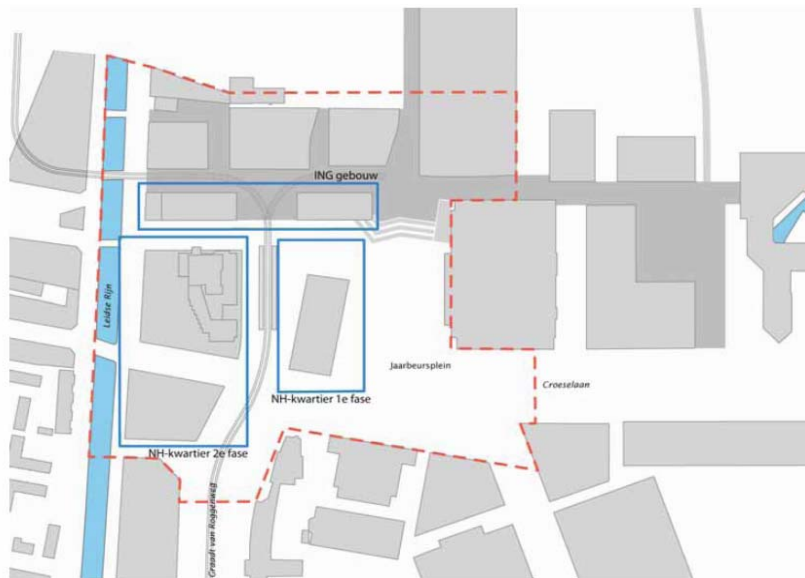 ING gebouw
Leidse Rijn
Jaarbeursplein
Croeselaan
NH-kwartier 1e fase
NH-kwartier 2e fase
Graadt van Roggenweg